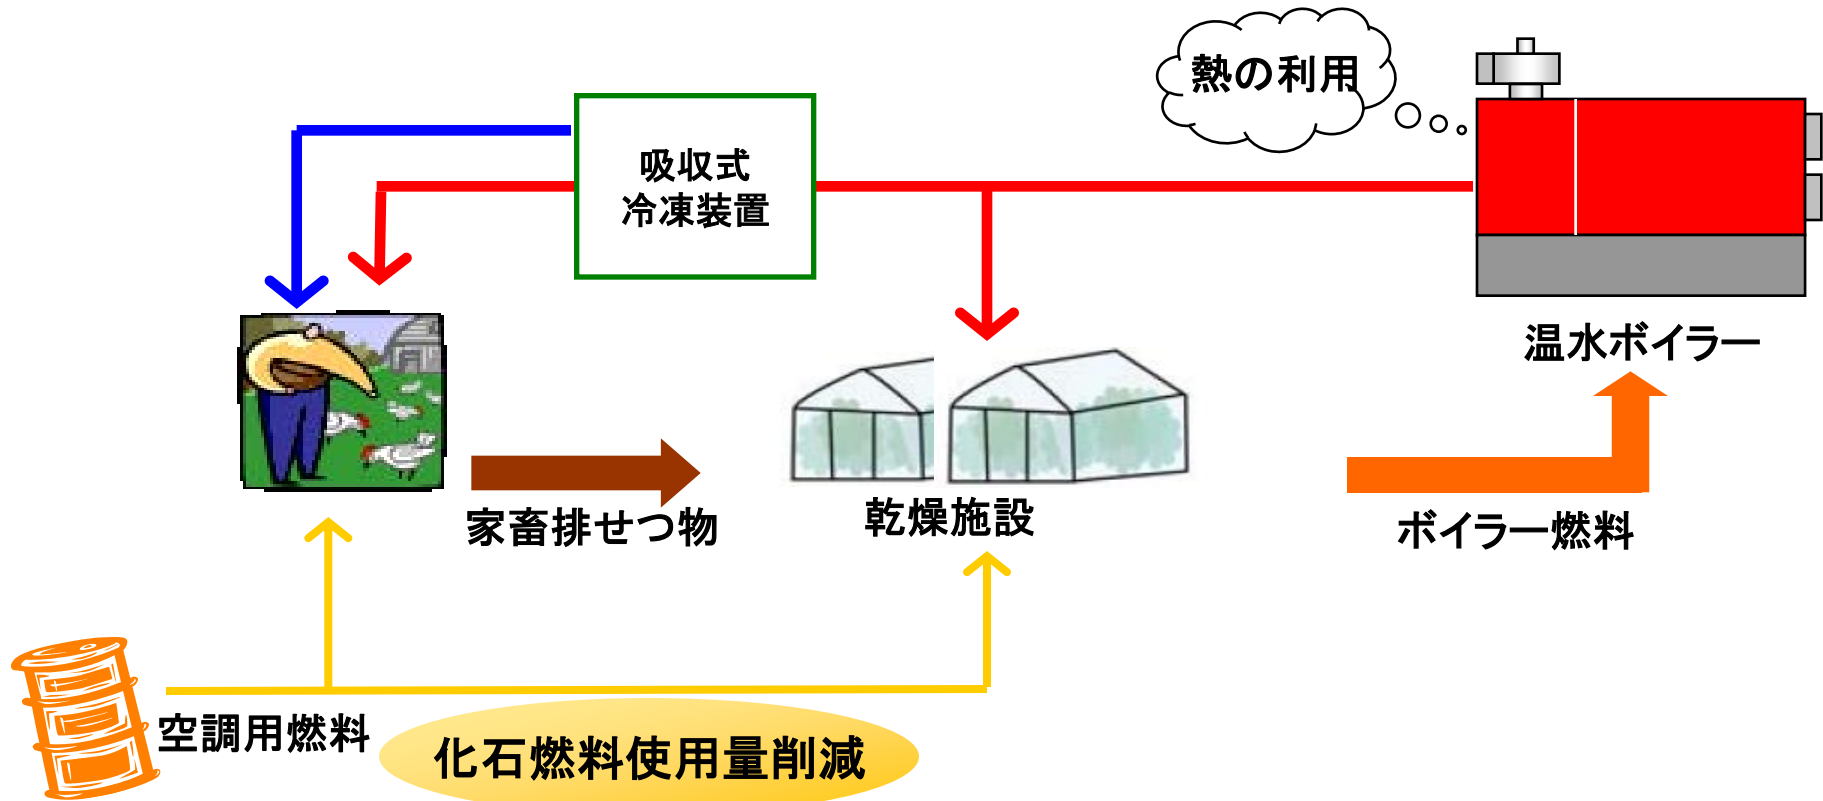 熱の利用
吸収式
冷凍装置
温水ボイラー
家畜排せつ物
乾燥施設
ボイラー燃料
空調用燃料
化石燃料使用量削減